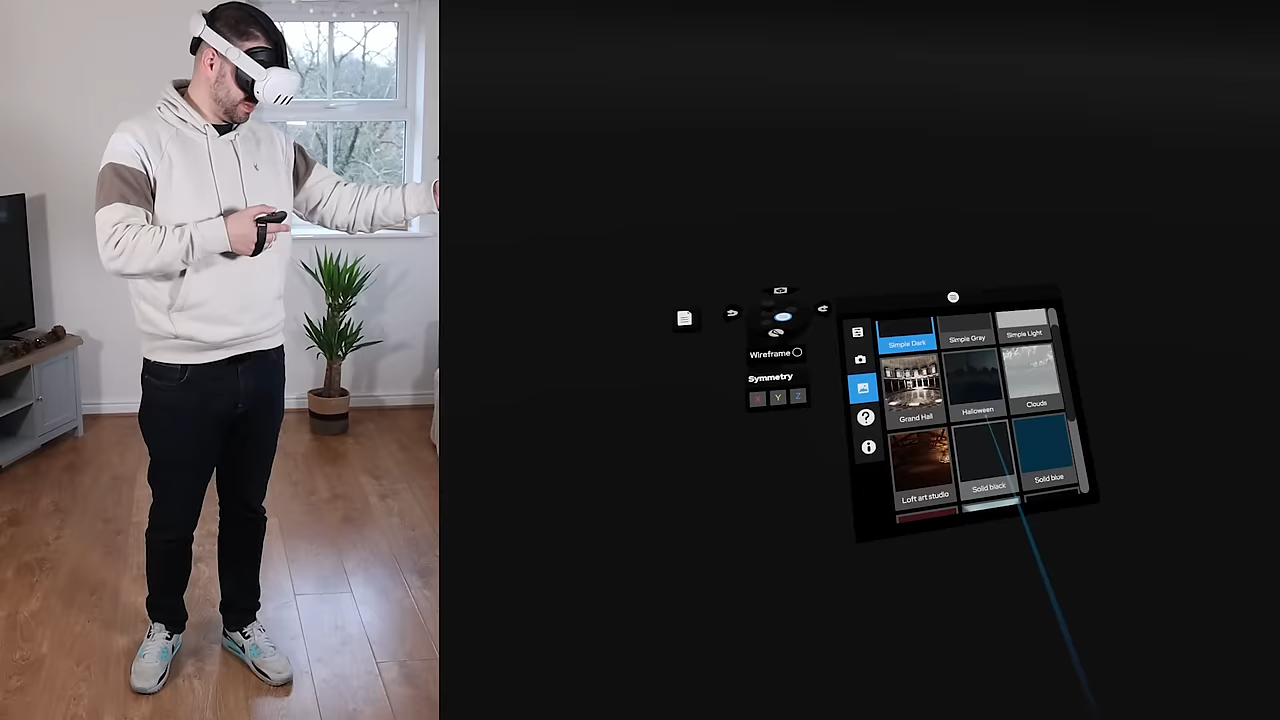 Simple Dark
Simple Gray
Simple Light
Wireframe
Symmetry
X Y Z
Grand Hall
Halloween
Clouds
Loft art studio
Solid black
Solid blue